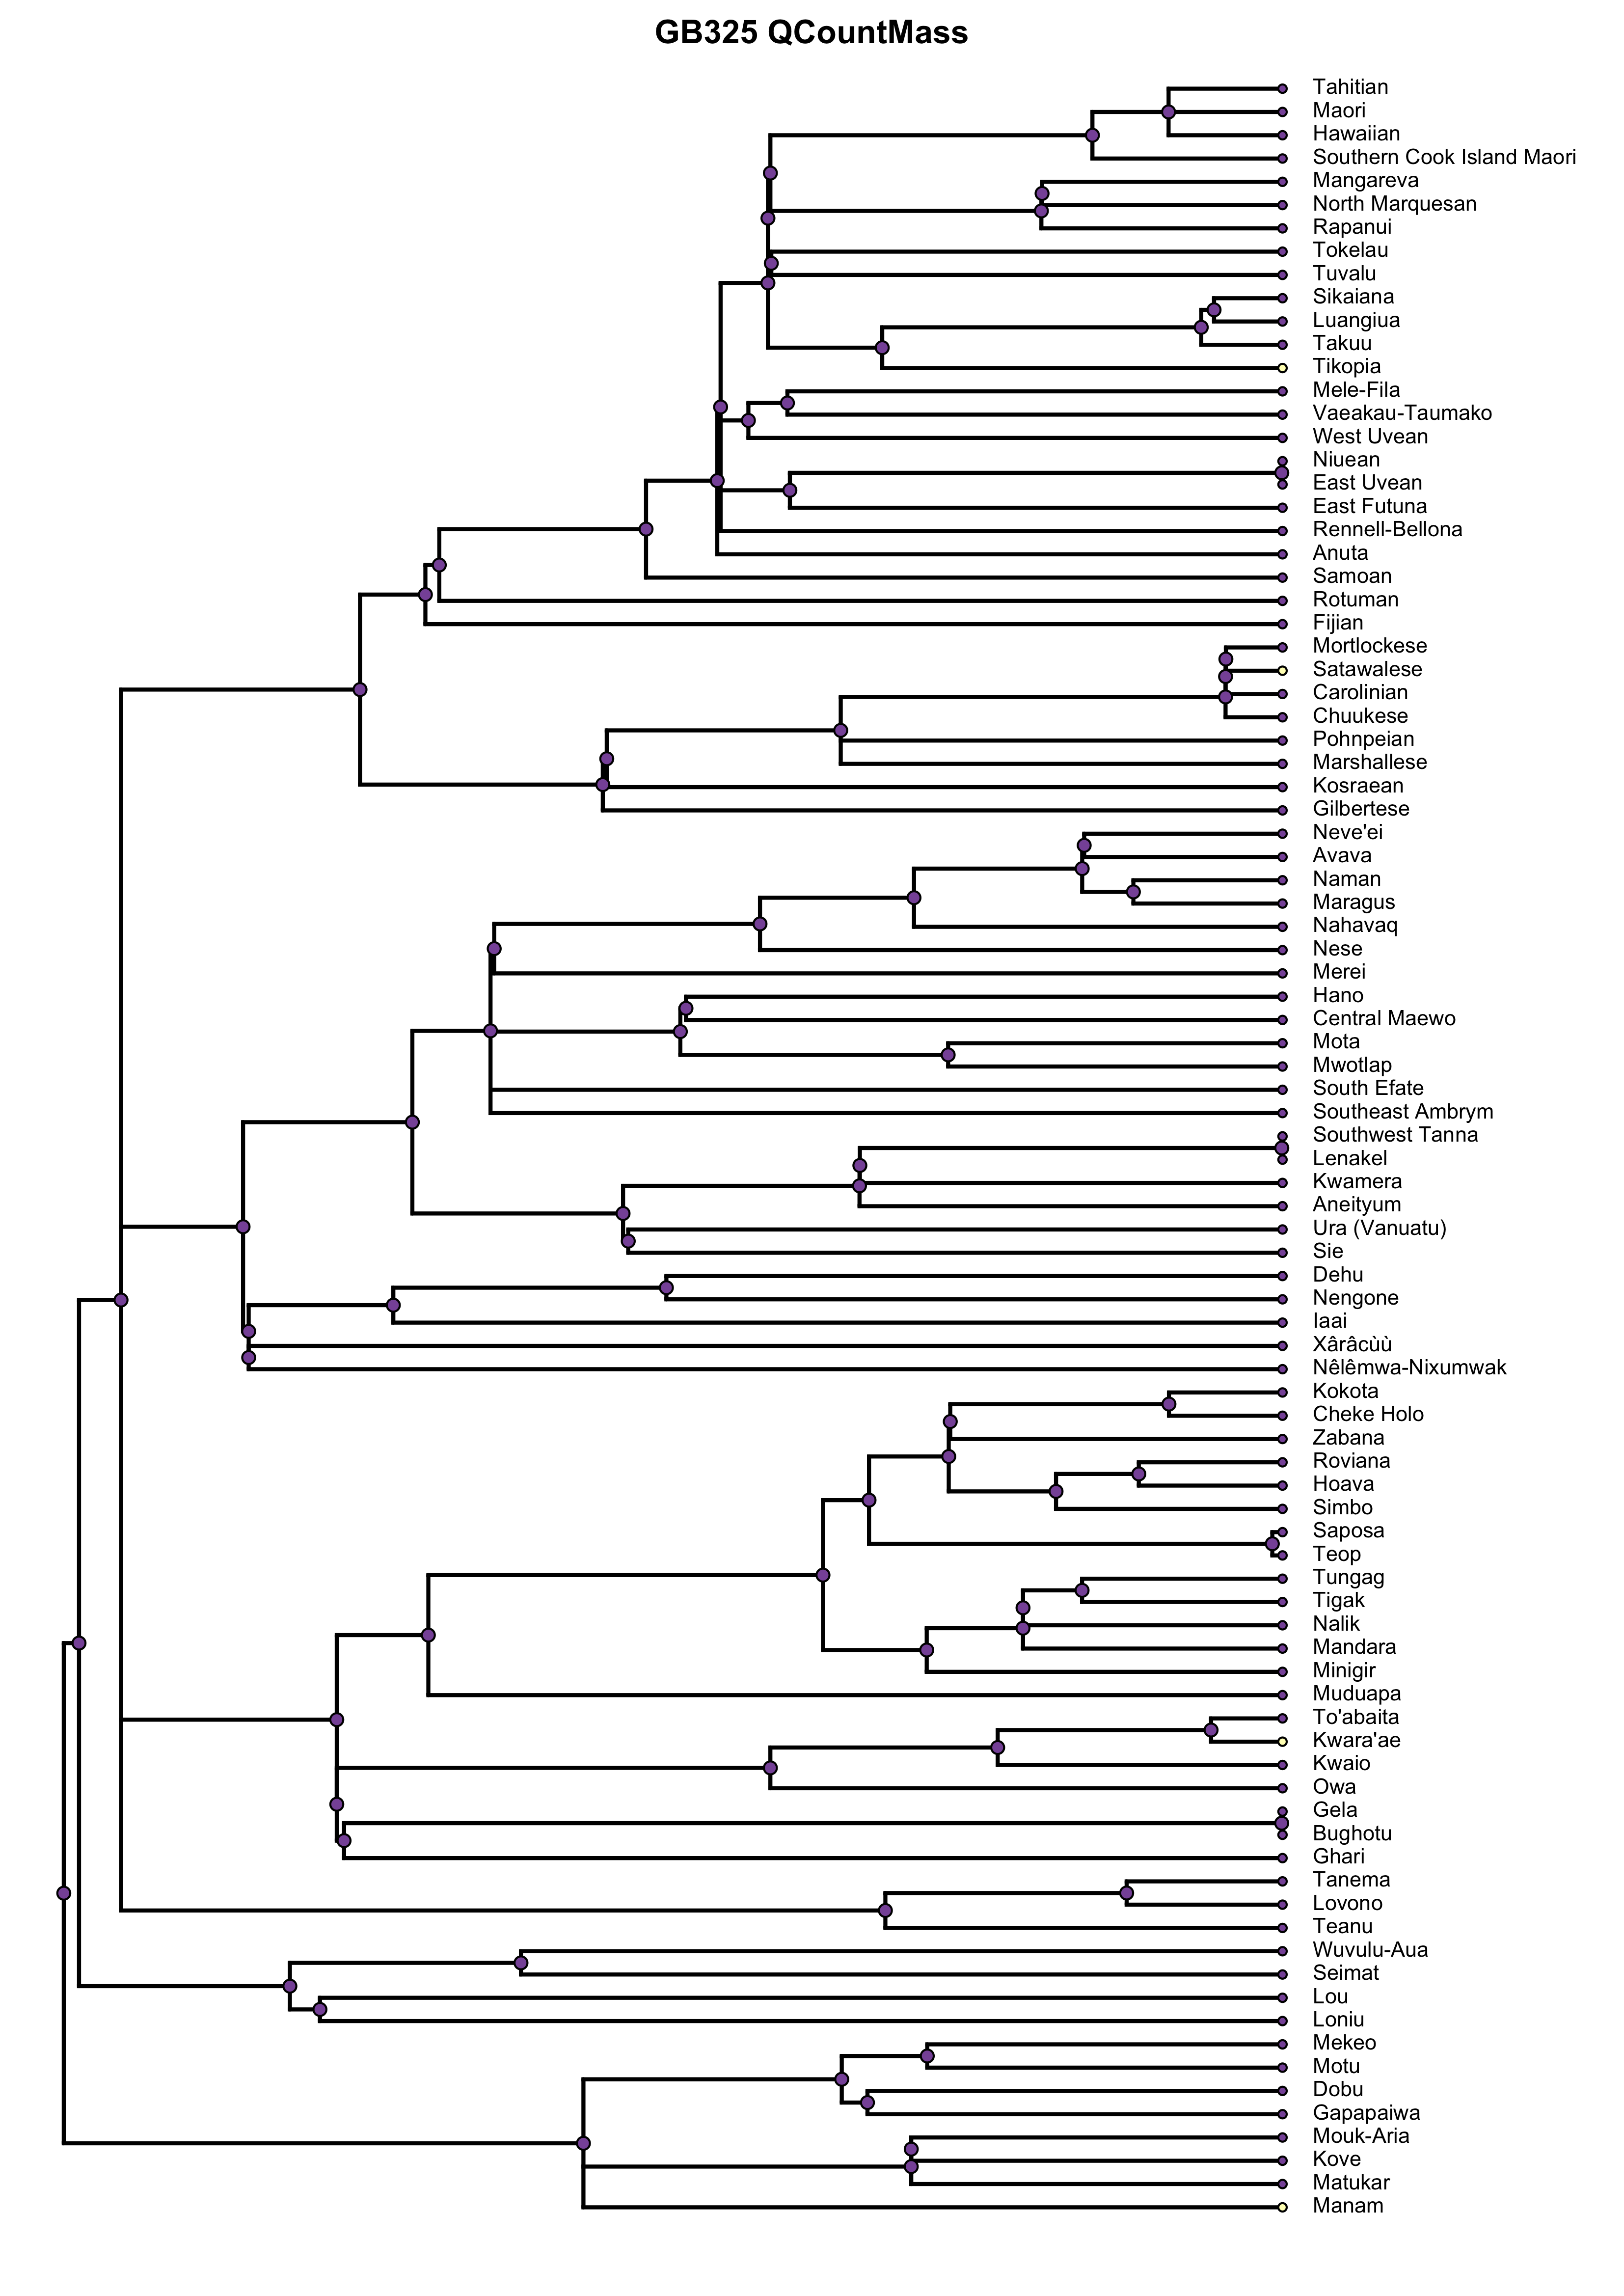 GB325 QCountMass
Tahitian
Maori
Hawaiian
Southern Cook Island Maori
Mangareva
North Marquesan
Rapanui
Tokelau
Tuvalu
Sikaiana
Luangiua
Takuu
Tikopia
Mele-Fila
Vaeakau-Taumako
West Uvean
Niuean
East Uvean
East Futuna
Rennell-Bellona
Anuta
Samoan
Rotuman
Fijian
Mortlockese
Satawalese
Carolinian
Chuukese
Pohnpeian
Marshallese
Kosraean
Gilbertese
Neve'ei
Avava
Naman
Maragus
Nahavaq
Nese
Merei
Hano
Central Maewo
Mota
Mwotlap
South Efate
Southeast Ambrym
Southwest Tanna
Lenakel
Kwamera
Aneityum
Ura (Vanuatu)
Sie
Dehu
Nengone
Iaai
Xârâcùù
Nêlêmwa-Nixumwak
Kokota
Cheke Holo
Zabana
Roviana
Hoava
Simbo
Saposa
Teop
Tungag
Tigak
Nalik
Mandara
Minigir
Muduapa
To'abaita
Kwara'ae
Kwaio
Owa
Gela
Bughotu
Ghari
Tanema
Lovono
Teanu
Wuvulu-Aua
Seimat
Lou
Loniu
Mekeo
Motu
Dobu
Gapapaiwa
Mouk-Aria
Kove
Matukar
Manam